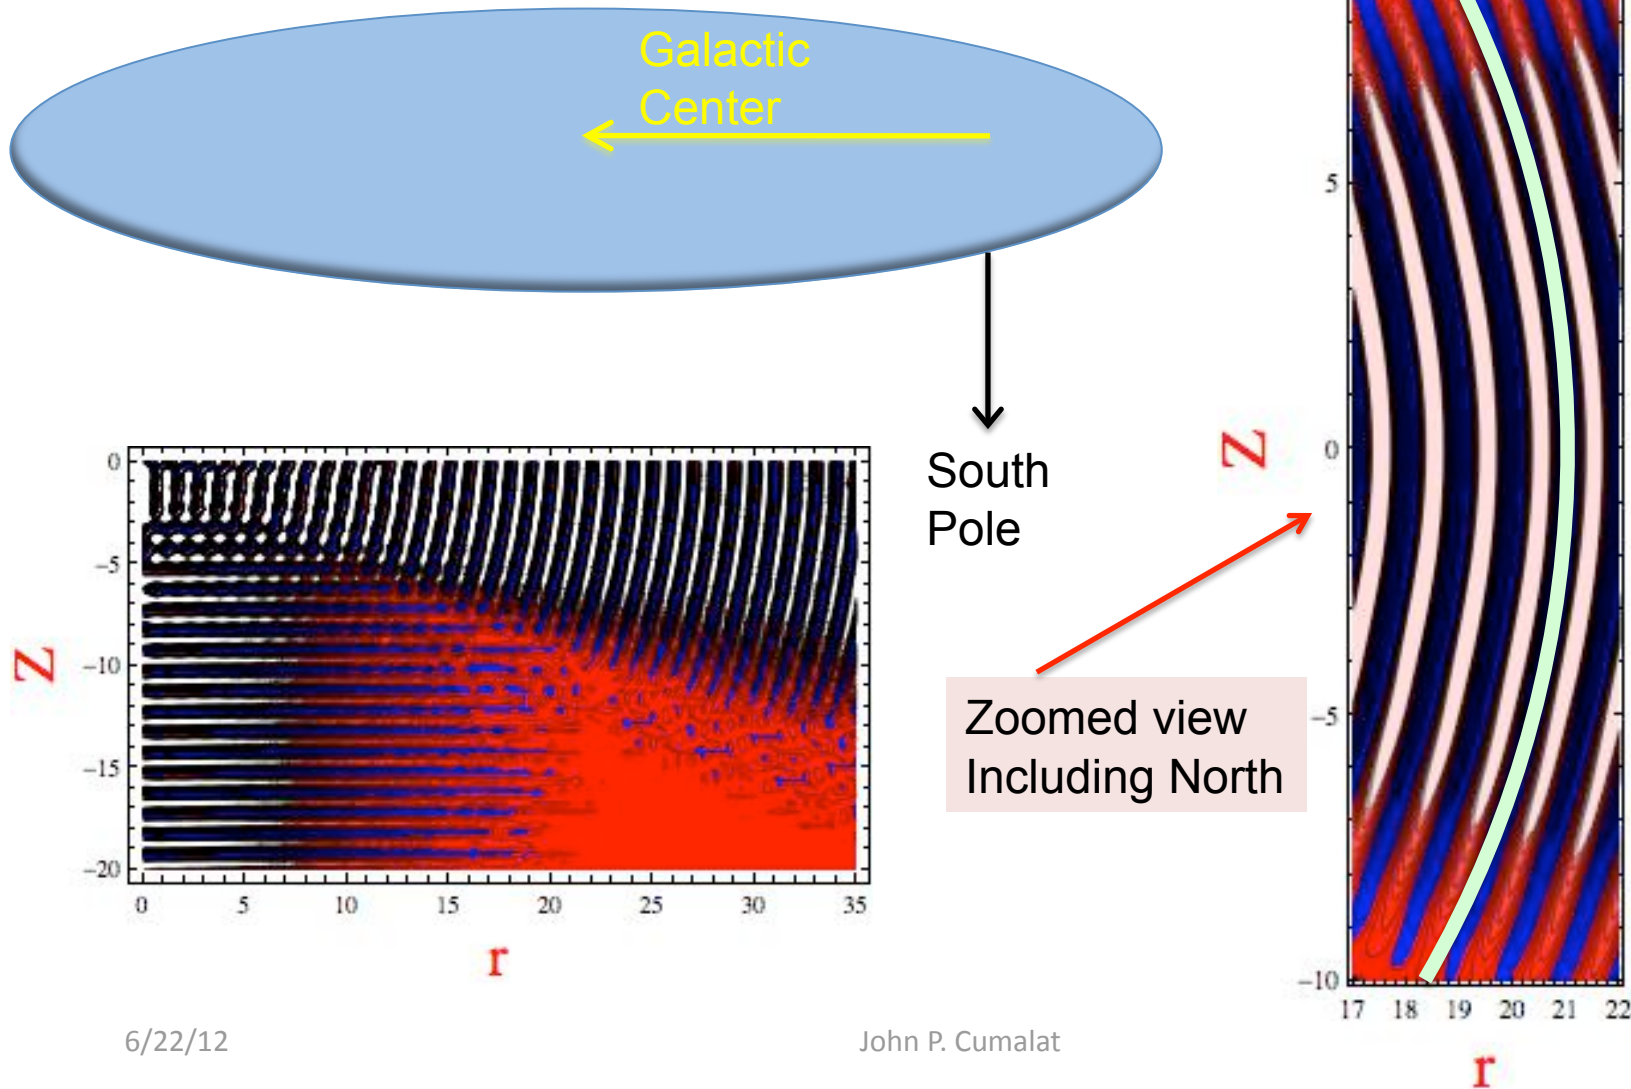 Galactic
Center
South
Pole
Zoomed view
Including North
0
−5
−10
−15
−20
Z
0 5 10 15 20 25 30 35
r
5
0
−5
−10
Z
17 18 19 20 21 22
r
6/22/12
John P. Cumalat